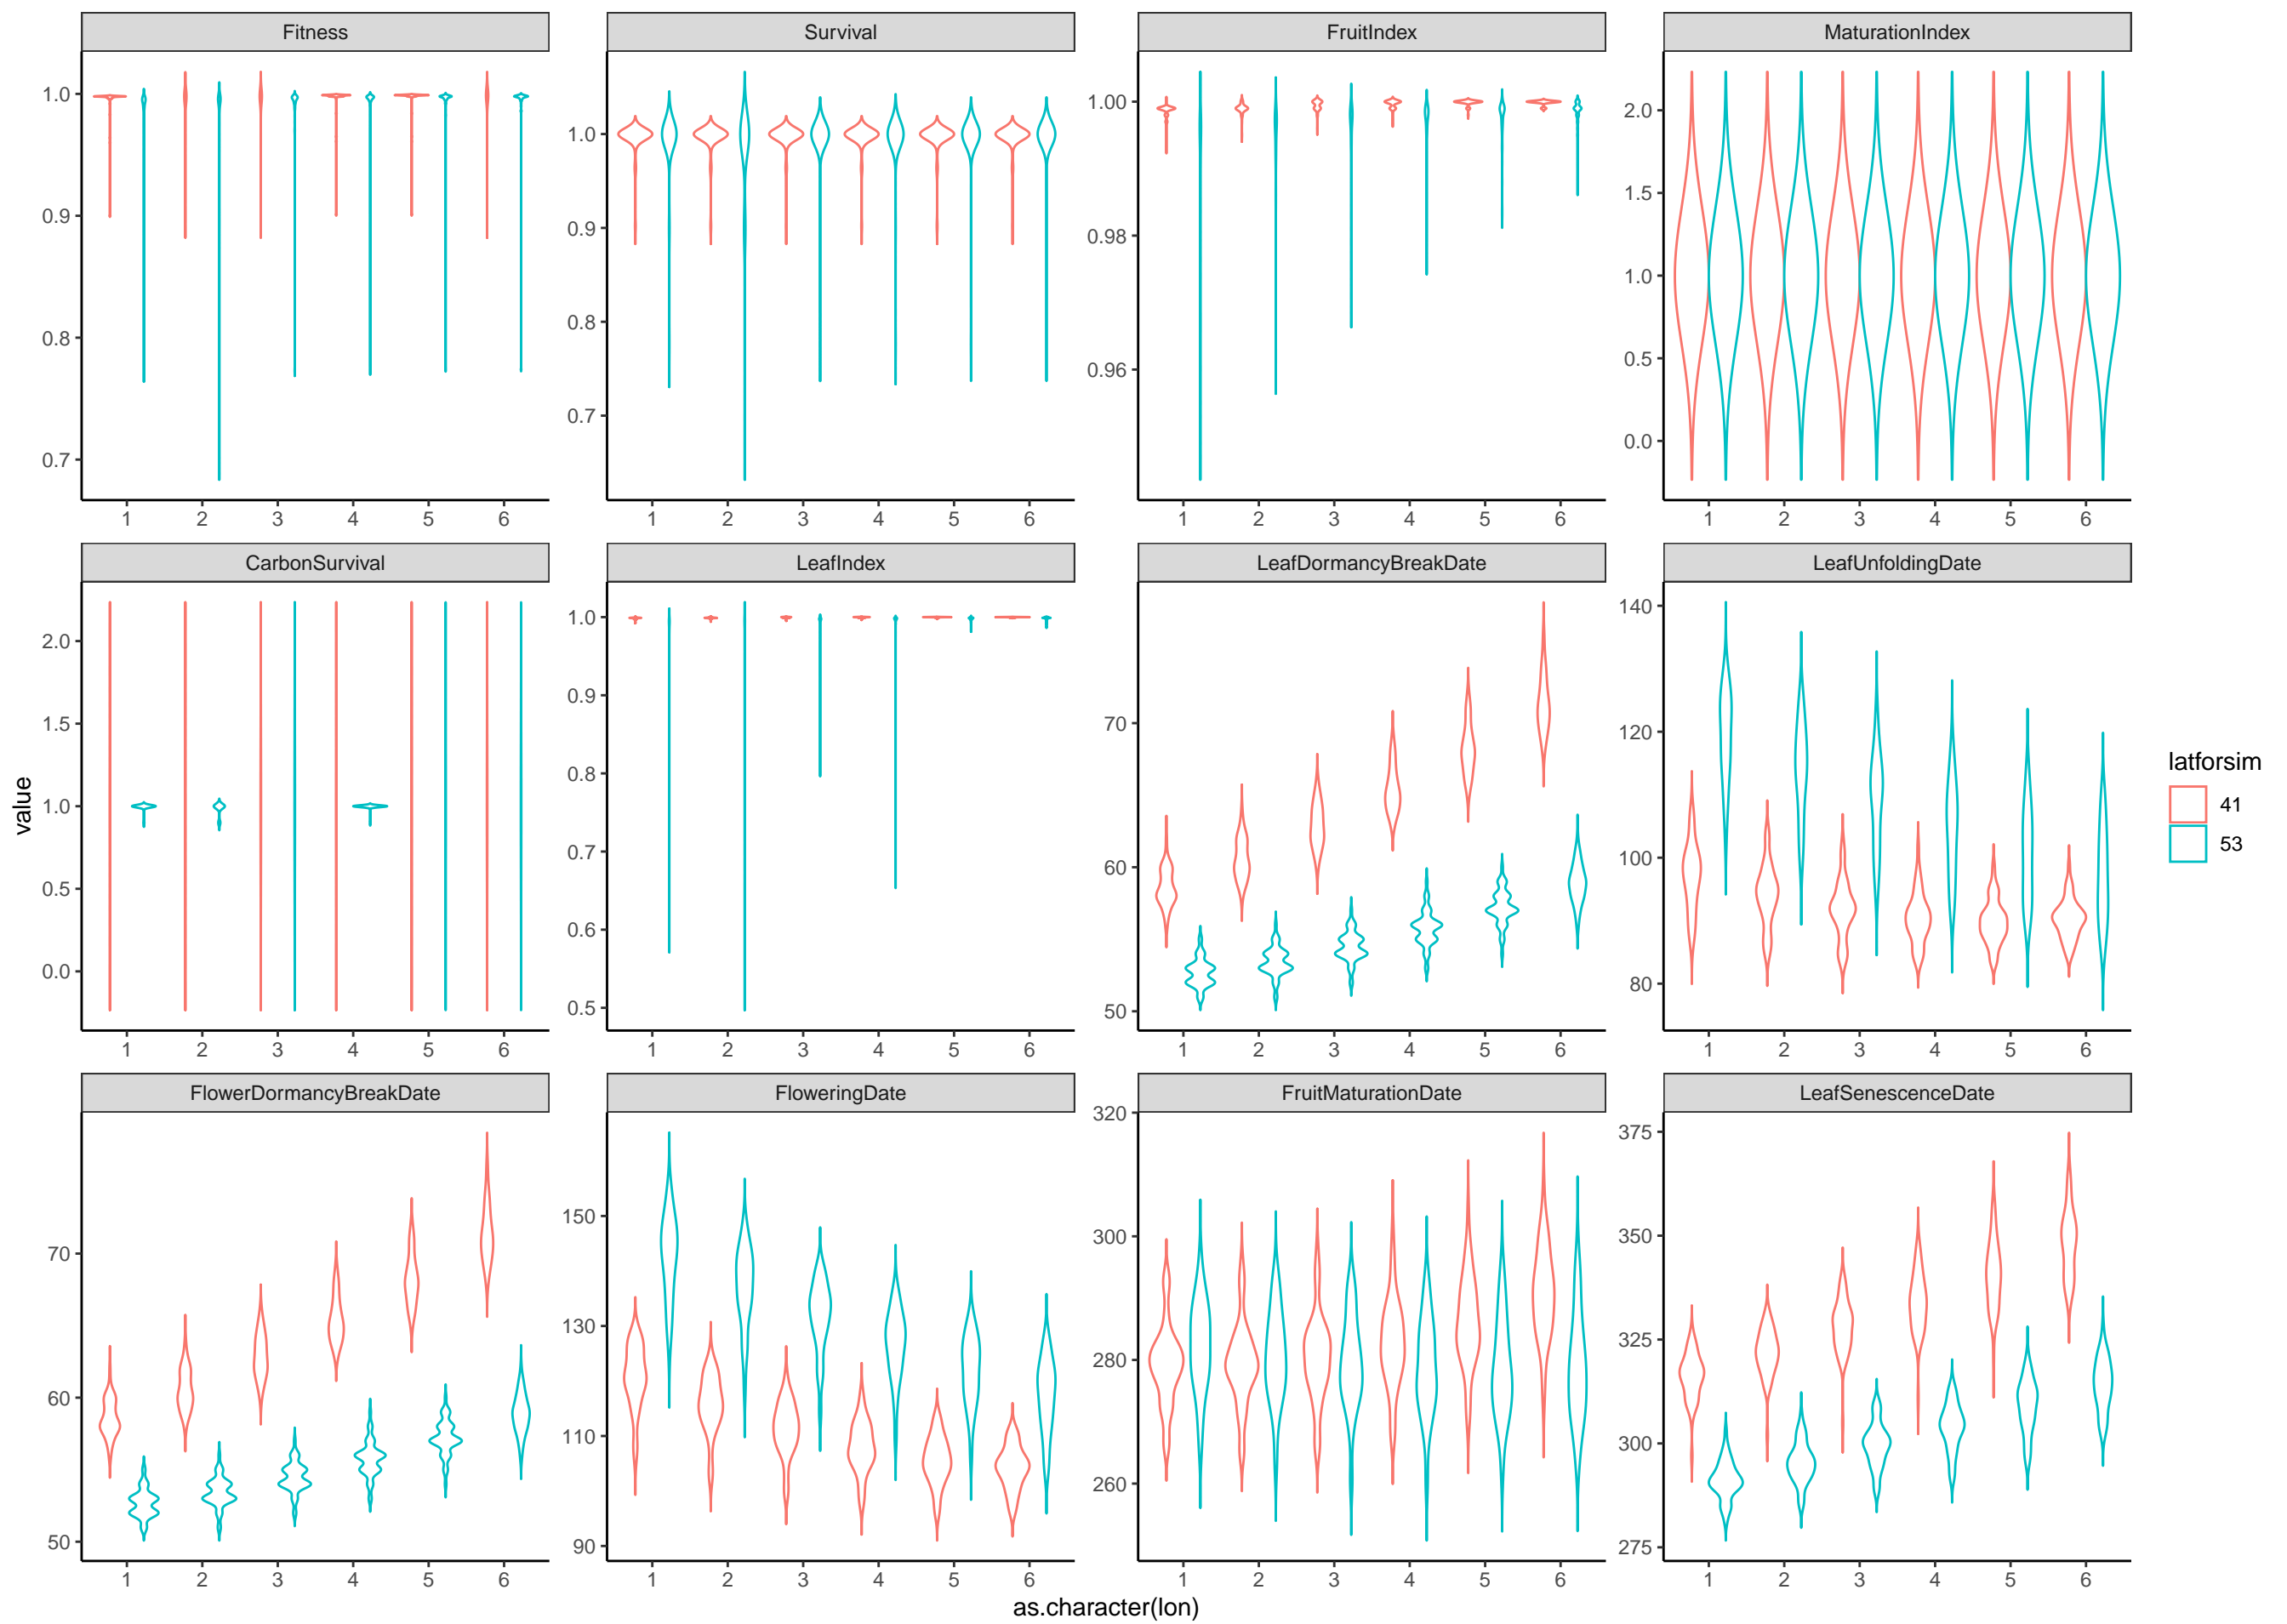 Fitness Survival FruitIndex MaturationIndex
1.0 0.9 0.8 0.7
1.0 0.9 0.8 0.7
1.00 0.98 0.96
2.0 1.5 1.0 0.5 0.0
1 2 3 4 5 6 1 2 3 4 5 6 1 2 3 4 5 6 1 2 3 4 5 6
CarbonSurvival LeafIndex LeafDormancyBreakDate LeafUnfoldingDate
2.0 1.5 1.0 0.5 0.0
1.0 0.9 0.8 0.7 0.6 0.5
70 60 50
140 120 100 80
1 2 3 4 5 6 1 2 3 4 5 6 1 2 3 4 5 6 1 2 3 4 5 6
FlowerDormancyBreakDate FloweringDate FruitMaturationDate LeafSenescenceDate
70 60 50
150 130 110 90
320 300 280 260
375 350 325 300 275
1 2 3 4 5 6 1 2 3 4 5 6 1 2 3 4 5 6 1 2 3 4 5 6
value
as.character(lon)
latforsim
41
53